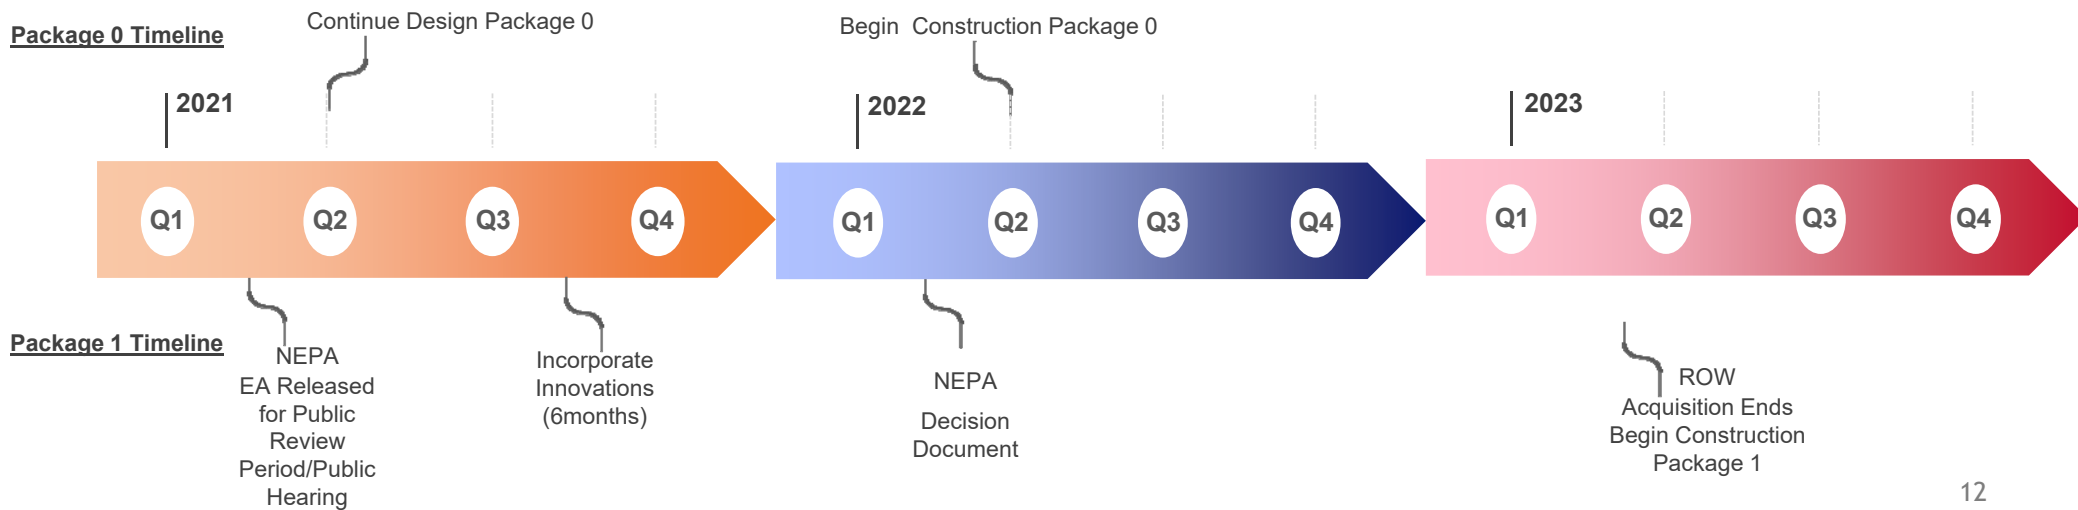 Package 0 Timeline
Continue Design Package 0
Begin  Construction Package 0
2021
2022
2023
Q1
Q2
Q3
Q4
Q1
Q2
Q3
Q4
Q1
Q2
Q3
Q4
Package 1 Timeline
NEPA
EA Released
for Public
Review
Period/Public
Hearing
Incorporate
Innovations
(6months)
NEPA
Decision
Document
ROW
Acquisition Ends
Begin Construction
Package 1
12